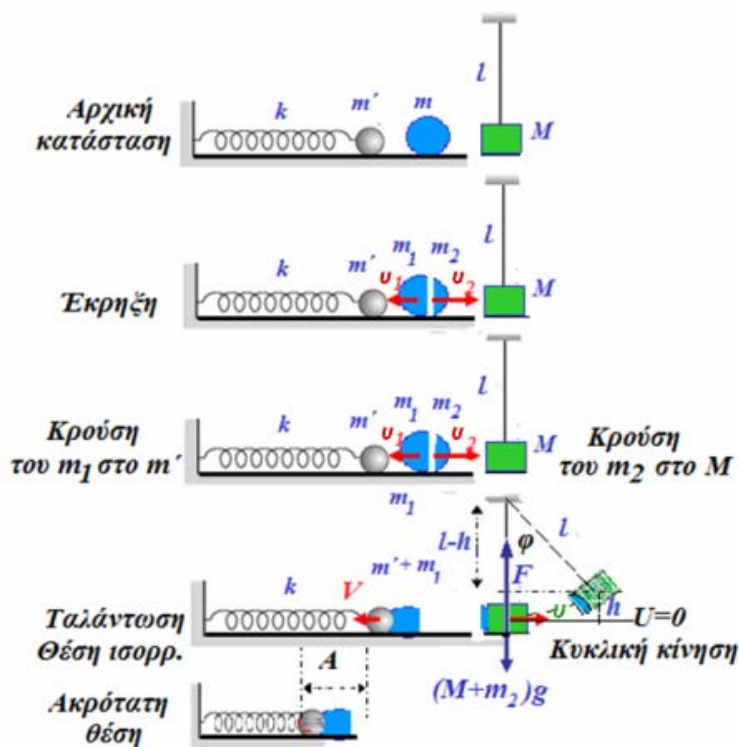 l
k m΄ m
Αρχική
κατάσταση
M
l
k m΄ m1 m2
υ1 υ2 M
Έκρηξη
l
k m΄ m1 m2
υ1 υ2 M
Κρούση
του m1 στο m΄
Κρούση
του m2 στο M
m1
l-h φ l
k m΄+ m1 F
V
υ h U=0
Ταλάντωση
Θέση ισορρ.
Κυκλική κίνηση
A
(M+m2)g
Ακρότατη
θέση